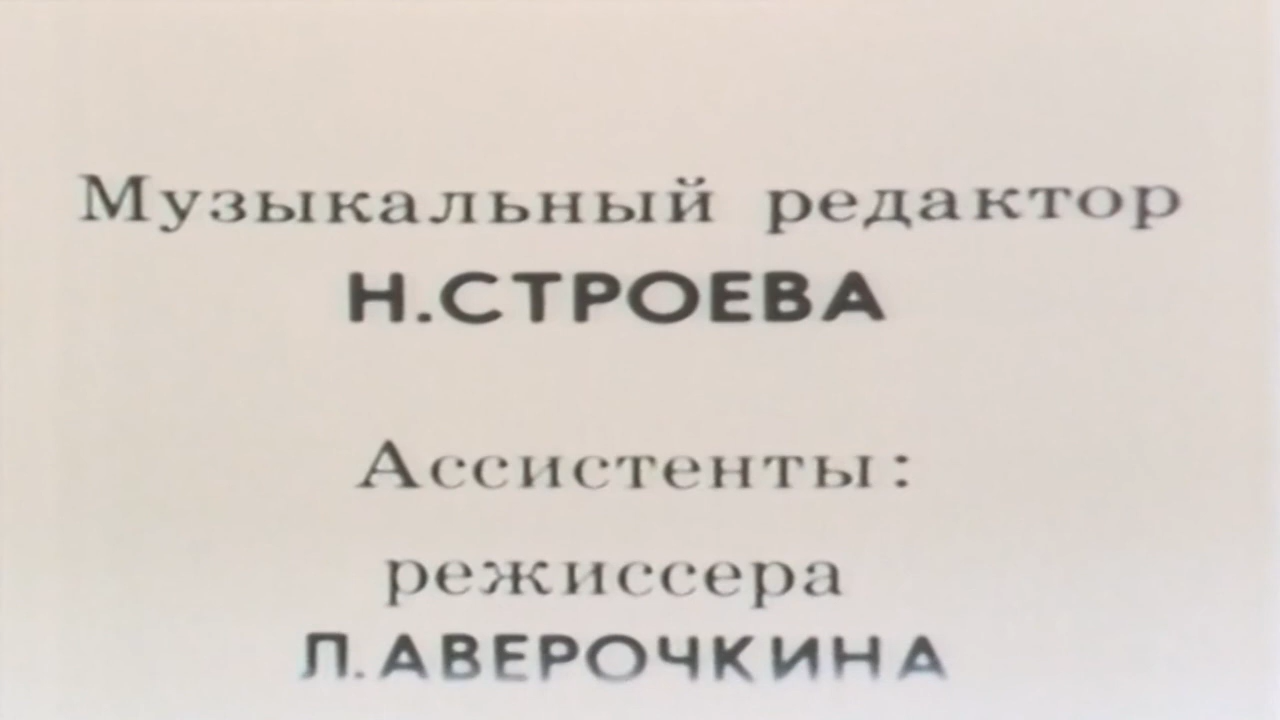 Музыкальный редактор
Н.СТРОЕВА
Ассистенты:
режиссера
Л.АВЕРОЧКИНА